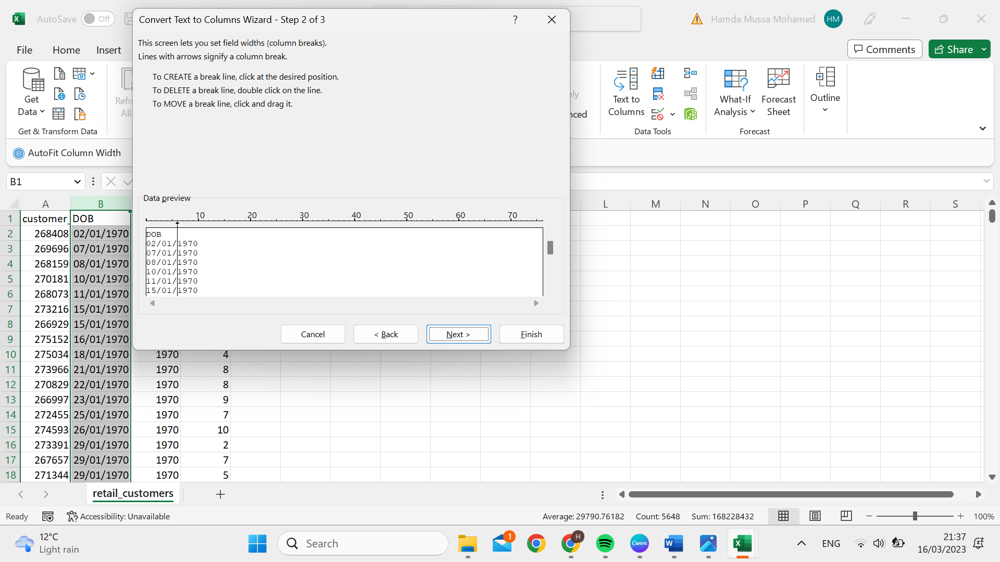 AutoSave Off
Convert Text to Columns Wizard - Step 2 of 3
?
Hamda Mussa Mohamed HM
File Home Insert
Comments Share
This screen lets you set field widths (column breaks).
Lines with arrows signify a column break.
To CREATE a break line, click at the desired position.
To DELETE a break line, double click on the line.
To MOVE a break line, click and drag it.
Get
Data
Get & Transform Data
All
Text to
Columns
Data Tools
What-If
Analysis
Forecast
Sheet
Forecast
Outline
AutoFit Column Width
B1
Data preview
10 20 30 40 50 60 70
DOB
02/01/1970
07/01/1970
08/01/1970
10/01/1970
11/01/1970
15/01/1970
Cancel < Back Next > Finish
A B L M N O P Q R S
1 customer_ DOB
2 268408 02/01/1970
3 269696 07/01/1970
4 268159 08/01/1970
5 270181 10/01/1970
6 268073 11/01/1970
7 273216 15/01/1970
8 266929 15/01/1970
9 275152 16/01/1970
10 275034 18/01/1970 1970 4
11 273966 21/01/1970 1970 8
12 270829 22/01/1970 1970 8
13 266997 23/01/1970 1970 9
14 272455 25/01/1970 1970 7
15 274593 26/01/1970 1970 10
16 273391 29/01/1970 1970 2
17 267657 29/01/1970 1970 7
18 271344 29/01/1970 1970 5
retail_customers
Ready Accessibility: Unavailable Average: 29790.76182 Count: 5648 Sum: 168228432 100%
12°C
Light rain
Search
1
H
Canva
W
X
ENG
21:37
16/03/2023